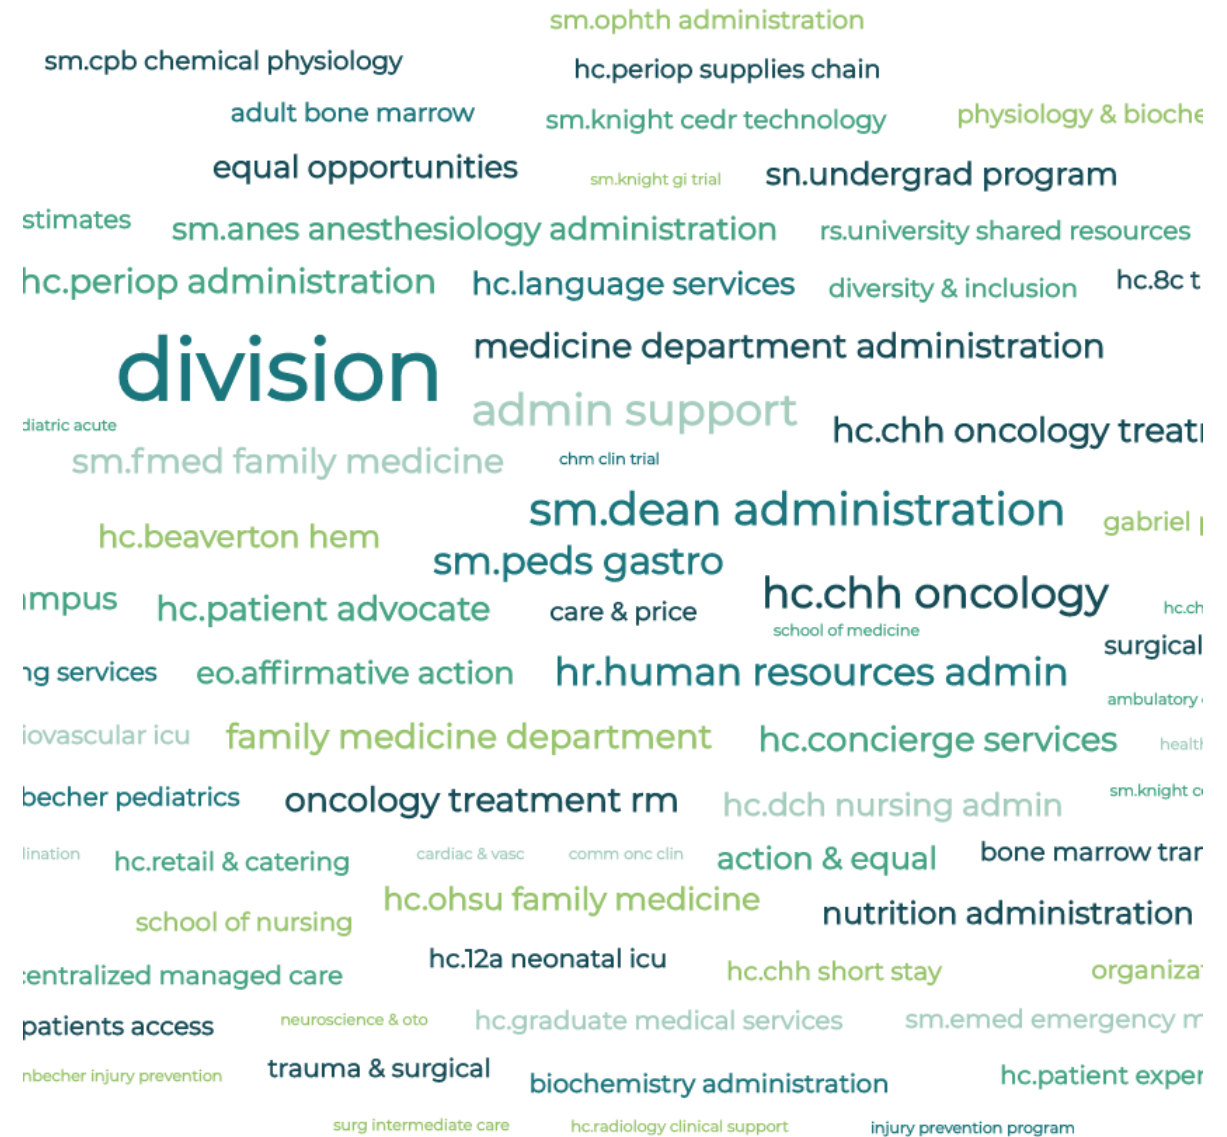 sm.ophth administration
sm.cpb chemical physiology
hc.periop supplies chain
adult bone marrow
sm.knight cedr technology
physiology & bioche
equal opportunities
sm.knight gi trial
sn.undergrad program
stimates
sm.anes anesthesiology administration
rs.university shared resources
hc.periop administration
hc.language services
diversity & inclusion
hc.8c t
division
medicine department administration
admin support
diatric acute
hc.chh oncology treatr
sm.fmed family medicine
chm clin trial
sm.dean administration
gabriel p
hc.beaverton hem
sm.peds gastro
mpus
hc.patient advocate
care & price
hc.chh oncology
hc.ch
school of medicine
surgical
ng services
eo.affirmative action
hr.human resources admin
ambulatory
iovascular icu
family medicine department
hc.concierge services
health
becher pediatrics
oncology treatment rm
hc.dch nursing admin
sm.knight c
lination
hc.retail & catering
cardiac & vasc
comm onc clin
action & equal
bone marrow tran
hc.ohsu family medicine
school of nursing
nutrition administration
hc.12a neonatal icu
centralized managed care
hc.chh short stay
organizat
patients access
neuroscience & oto
hc.graduate medical services
sm.emed emergency m
nbecher injury prevention
trauma & surgical
biochemistry administration
hc.patient exper
surg intermediate care
hc.radiology clinical support
injury prevention program